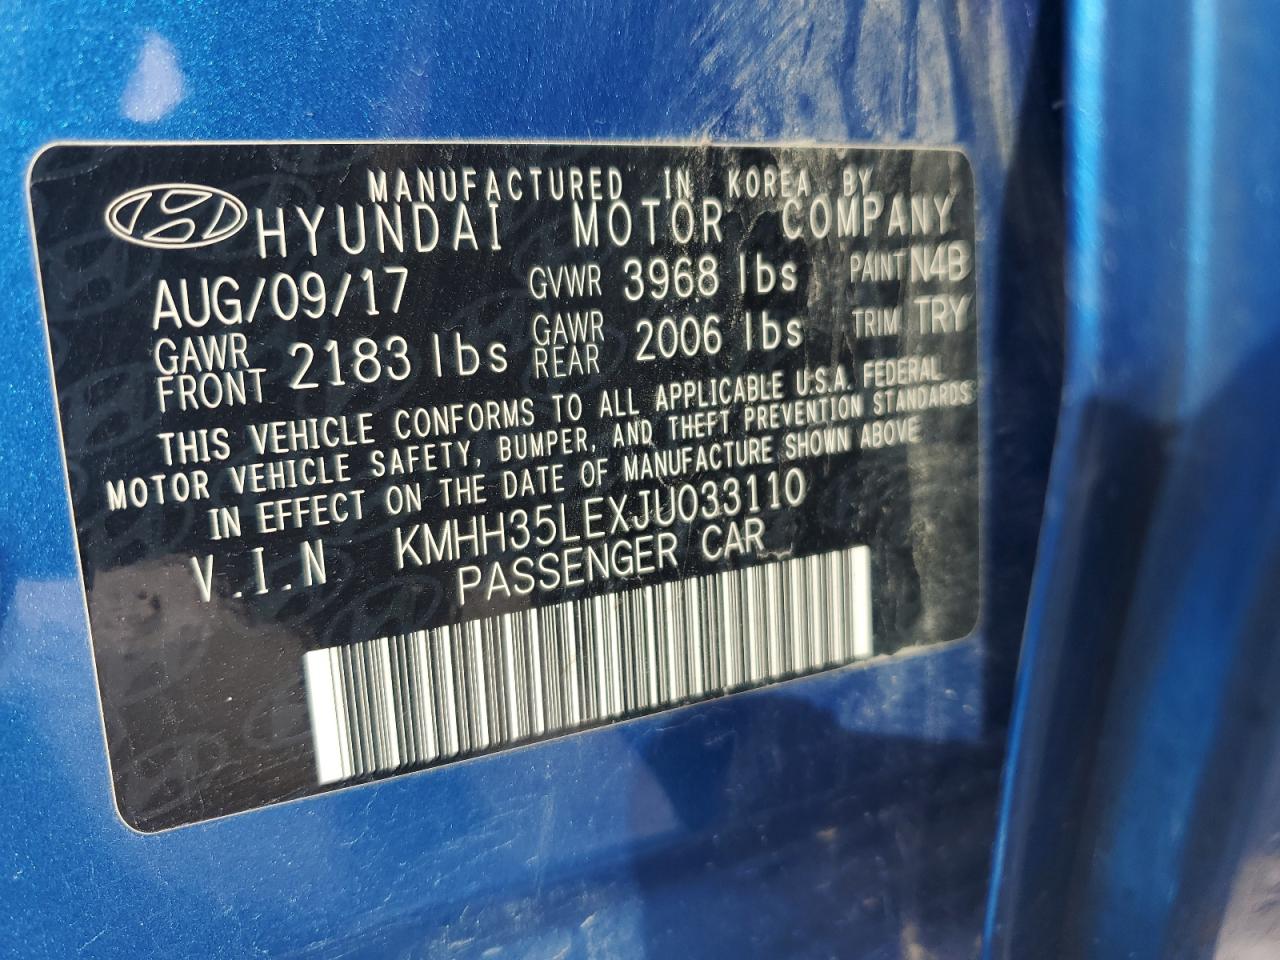 MANUFACTURED IN KOREA BY
HYUNDAI MOTOR COMPANY
AUG/09/17 GVWR 3968 lbs PAINT N4B
GAWR FRONT 2183 lbs GAWR REAR 2006 lbs TRIM TRY
THIS VEHICLE CONFORMS TO ALL APPLICABLE U.S.A. FEDERAL
MOTOR VEHICLE SAFETY, BUMPER, AND THEFT PREVENTION STANDARDS
IN EFFECT ON THE DATE OF MANUFACTURE SHOWN ABOVE
V.I.N KMHH35LEXJU033110
PASSENGER CAR